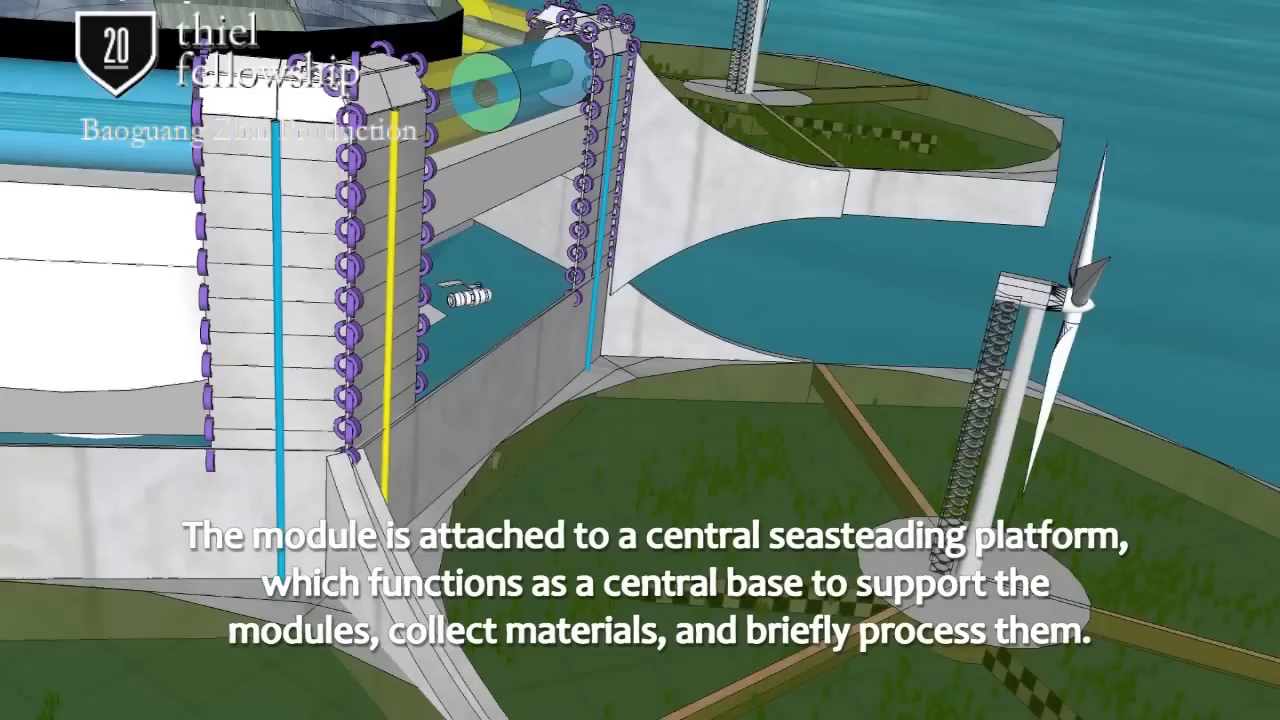 20
thiel
fellowship
Baoguang Zhai Production
The module is attached to a central seasteading platform,
which functions as a central base to support the
modules, collect materials, and briefly process them.